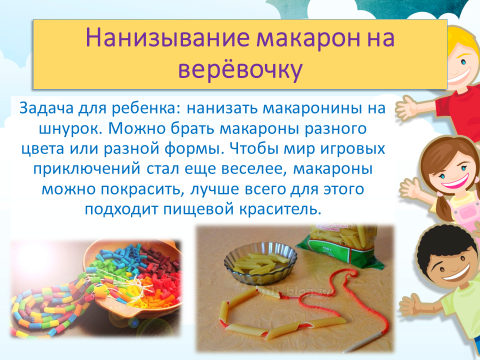 Нанизывание макарон на
верёвочку
Задача для ребенка: нанизать макаронины на
шнурок. Можно брать макароны разного
цвета или разной формы. Чтобы мир игровых
приключений стал еще веселее, макароны
можно покрасить, лучше всего для этого
подходит пищевой краситель.